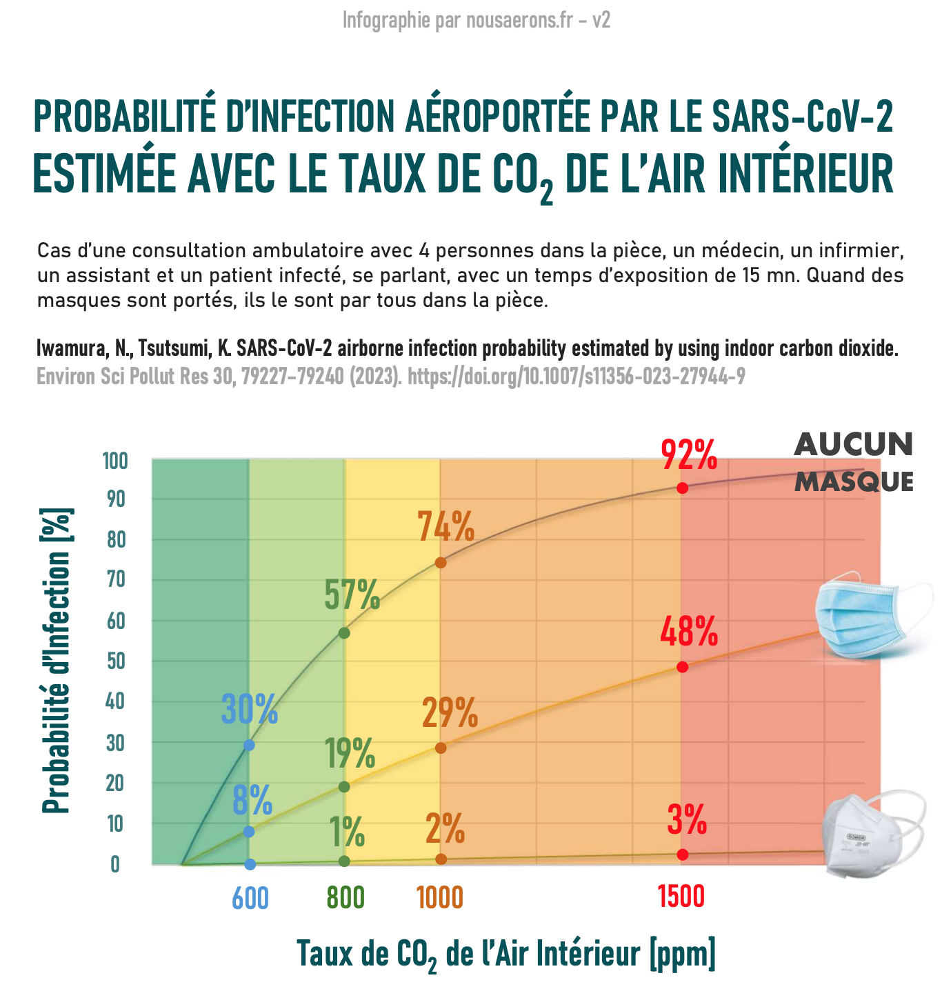 Infographie par nousaerons.fr – v2
PROBABILITÉ D’INFECTION AÉROPORTÉE PAR LE SARS-CoV-2
ESTIMÉE AVEC LE TAUX DE CO₂ DE L’AIR INTÉRIEUR
Cas d’une consultation ambulatoire avec 4 personnes dans la pièce, un médecin, un infirmier,
un assistant et un patient infecté, se parlant, avec un temps d’exposition de 15 mn. Quand des
masques sont portés, ils le sont par tous dans la pièce.
Iwamura, N., Tsutsumi, K. SARS-CoV-2 airborne infection probability estimated by using indoor carbon dioxide.
Environ Sci Pollut Res 30, 79227–79240 (2023). https://doi.org/10.1007/s11356-023-27944-9
AUCUN
MASQUE
Probabilité d’Infection [%]
100
90
80
70
60
50
40
30
20
10
0
92%
74%
57%
48%
30%
29%
19%
8%
1%
2%
3%
600
800
1000
1500
Taux de CO₂ de l’Air Intérieur [ppm]